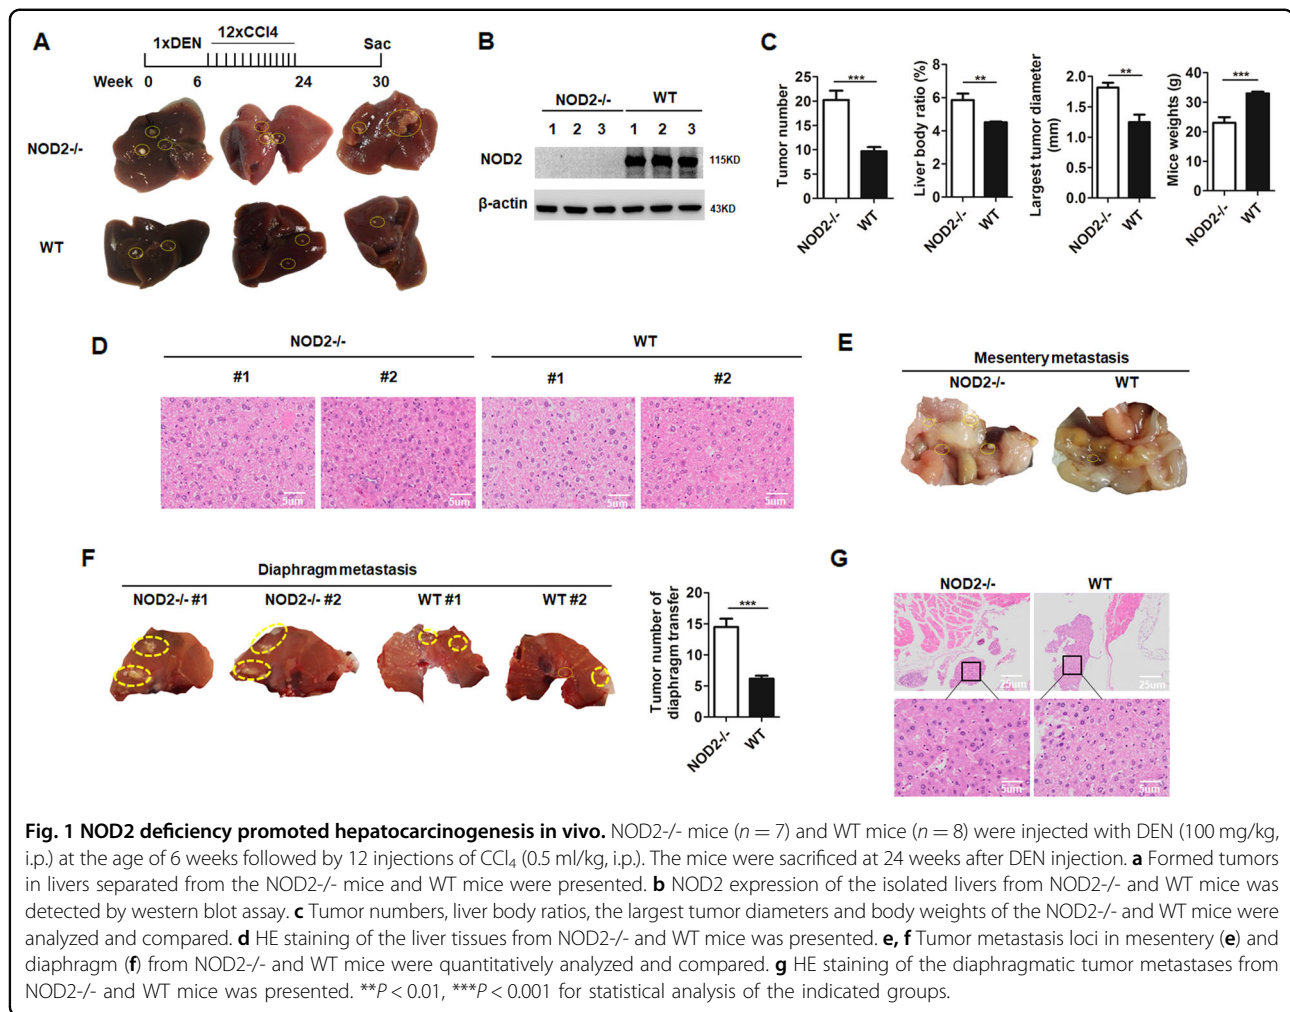 A
1xDEN
12xCCl4
Sac
Week 0 6 24 30
NOD2-/-
WT
B
NOD2-/- WT
1 2 3 1 2 3
NOD2 115KD
β-actin 43KD
C
Tumor number
25
20
15
10
5
0
***
NOD2-/-
WT
Liver body ratio (%)
8
6
4
2
0
**
NOD2-/-
WT
Largest tumor diameter
(mm)
2.0
1.5
1.0
0.5
0.0
**
NOD2-/-
WT
Mice weights (g)
40
30
20
10
0
***
NOD2-/-
WT
D
NOD2-/- WT
#1 #2 #1 #2
5um 5um 5um 5um
E
Mesentery metastasis
NOD2-/- WT
F
Diaphragm metastasis
NOD2-/- #1 NOD2-/- #2 WT #1 WT #2
Tumor number of
diaphragm transfer
20
15
10
5
0
***
NOD2-/-
WT
G
NOD2-/- WT
25um 25um
5um 5um
Fig. 1 NOD2 deficiency promoted hepatocarcinogenesis in vivo. NOD2-/- mice (n = 7) and WT mice (n = 8) were injected with DEN (100 mg/kg,
i.p.) at the age of 6 weeks followed by 12 injections of CCl₄ (0.5 ml/kg, i.p.). The mice were sacrificed at 24 weeks after DEN injection. a Formed tumors
in livers separated from the NOD2-/- mice and WT mice were presented. b NOD2 expression of the isolated livers from NOD2-/- and WT mice was
detected by western blot assay. c Tumor numbers, liver body ratios, the largest tumor diameters and body weights of the NOD2-/- and WT mice were
analyzed and compared. d HE staining of the liver tissues from NOD2-/- and WT mice was presented. e, f Tumor metastasis loci in mesentery (e) and
diaphragm (f) from NOD2-/- and WT mice were quantitatively analyzed and compared. g HE staining of the diaphragmatic tumor metastases from
NOD2-/- and WT mice was presented. **P < 0.01, ***P < 0.001 for statistical analysis of the indicated groups.